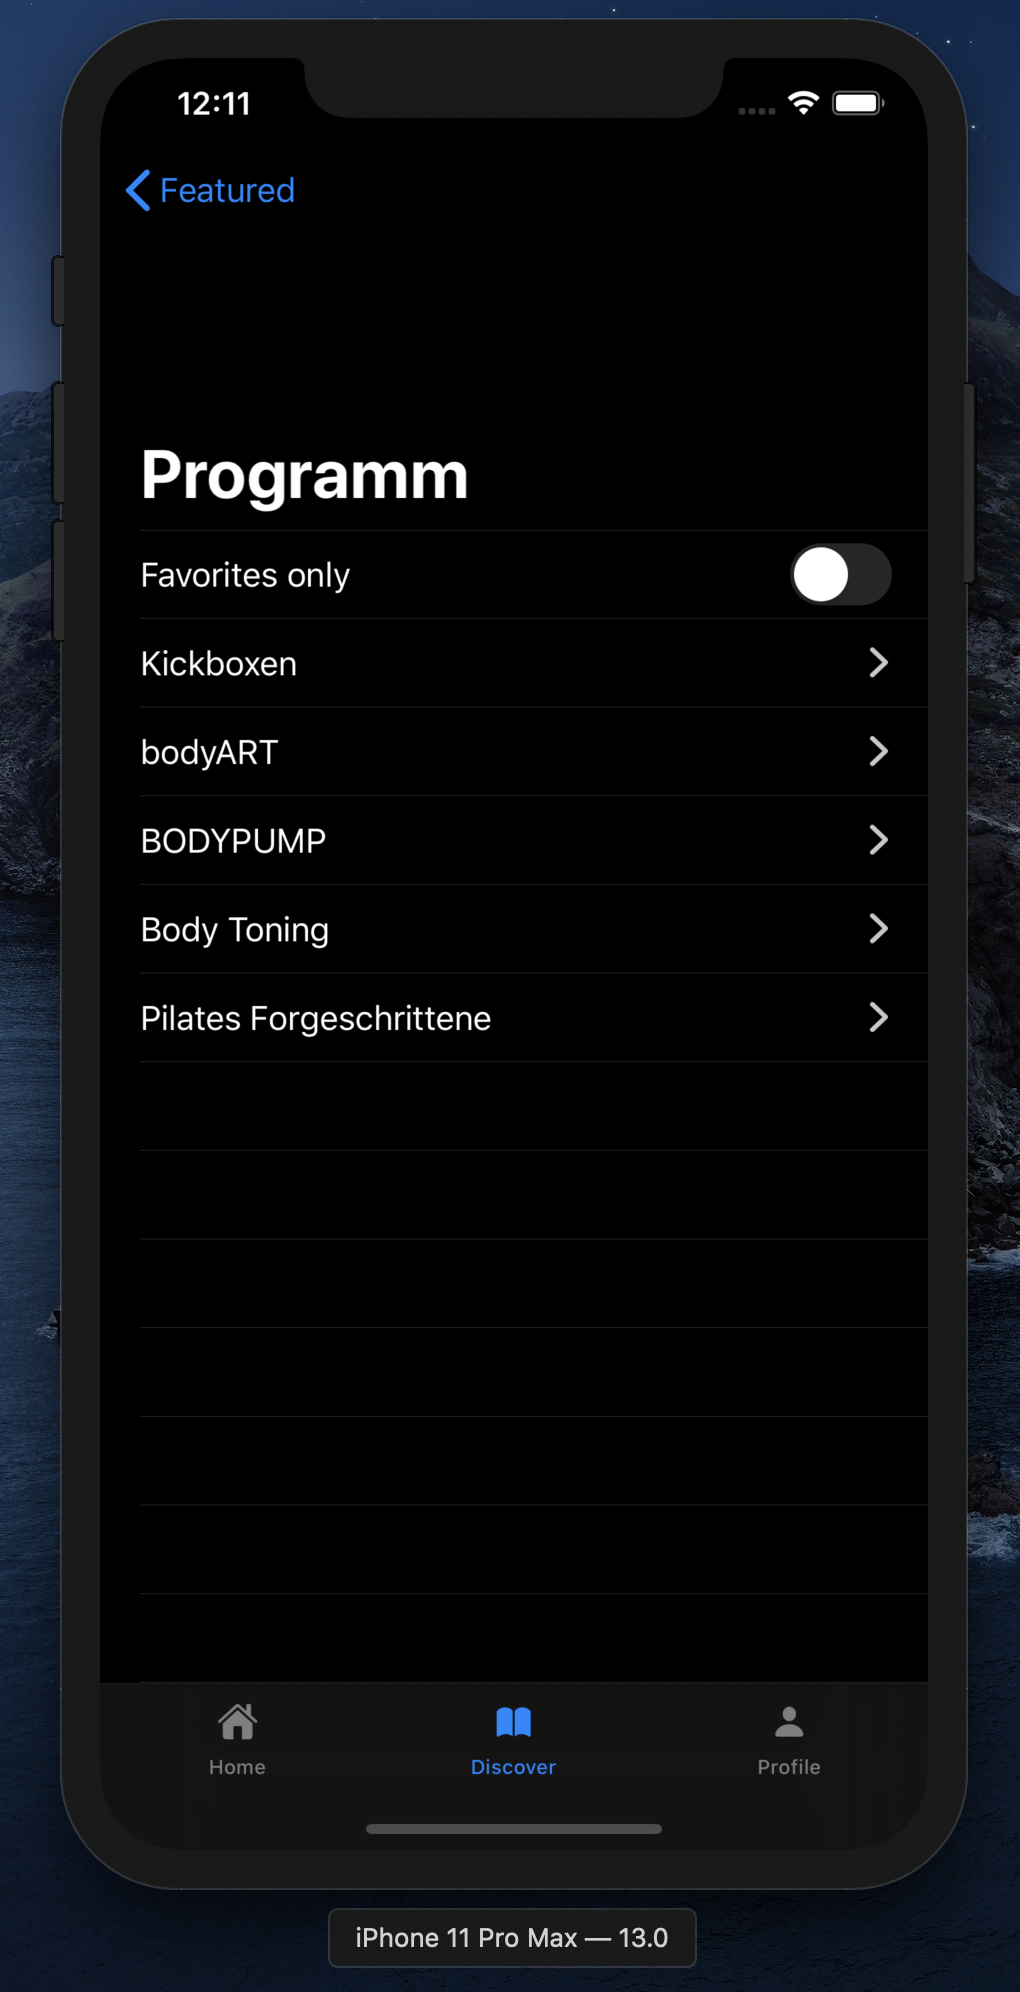 12:11
Featured
Programm
Favorites only
Kickboxen
bodyART
BODYPUMP
Body Toning
Pilates Forgeschrittene
Home
Discover
Profile
iPhone 11 Pro Max — 13.0